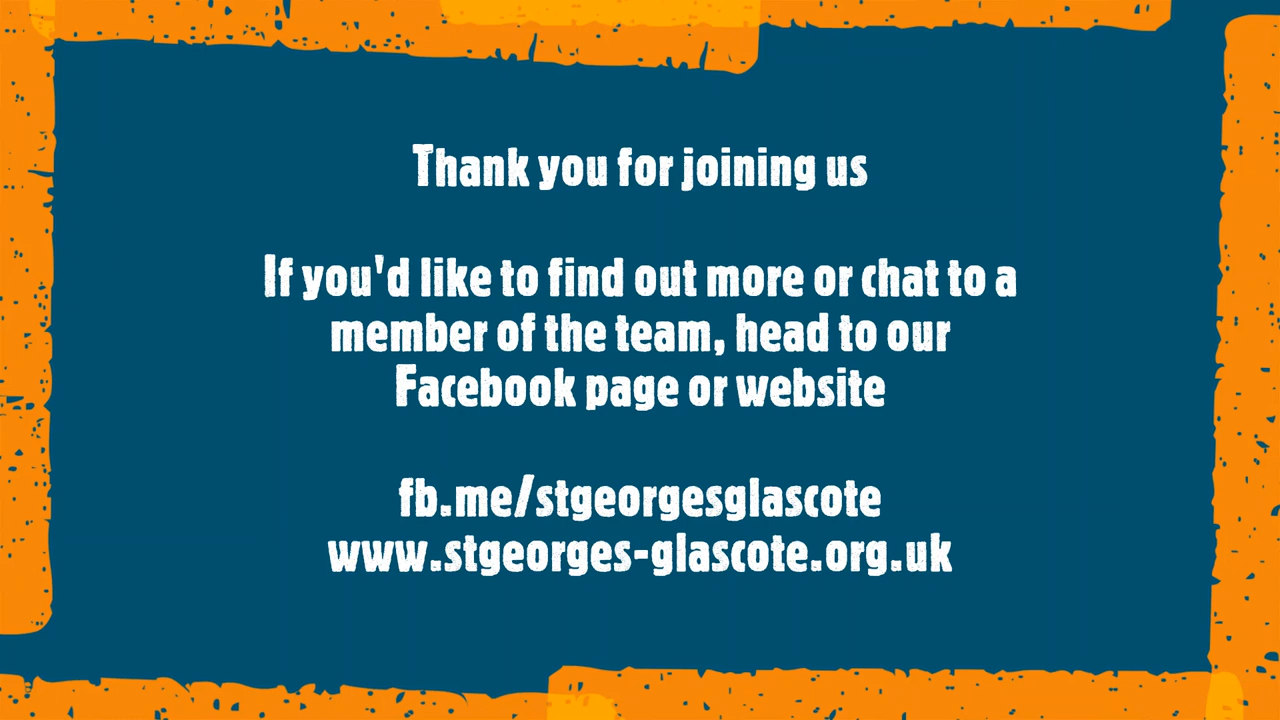 Thank you for joining us
If you'd like to find out more or chat to a
member of the team, head to our
Facebook page or website
fb.me/stgeorgesglascote
www.stgeorges-glascote.org.uk